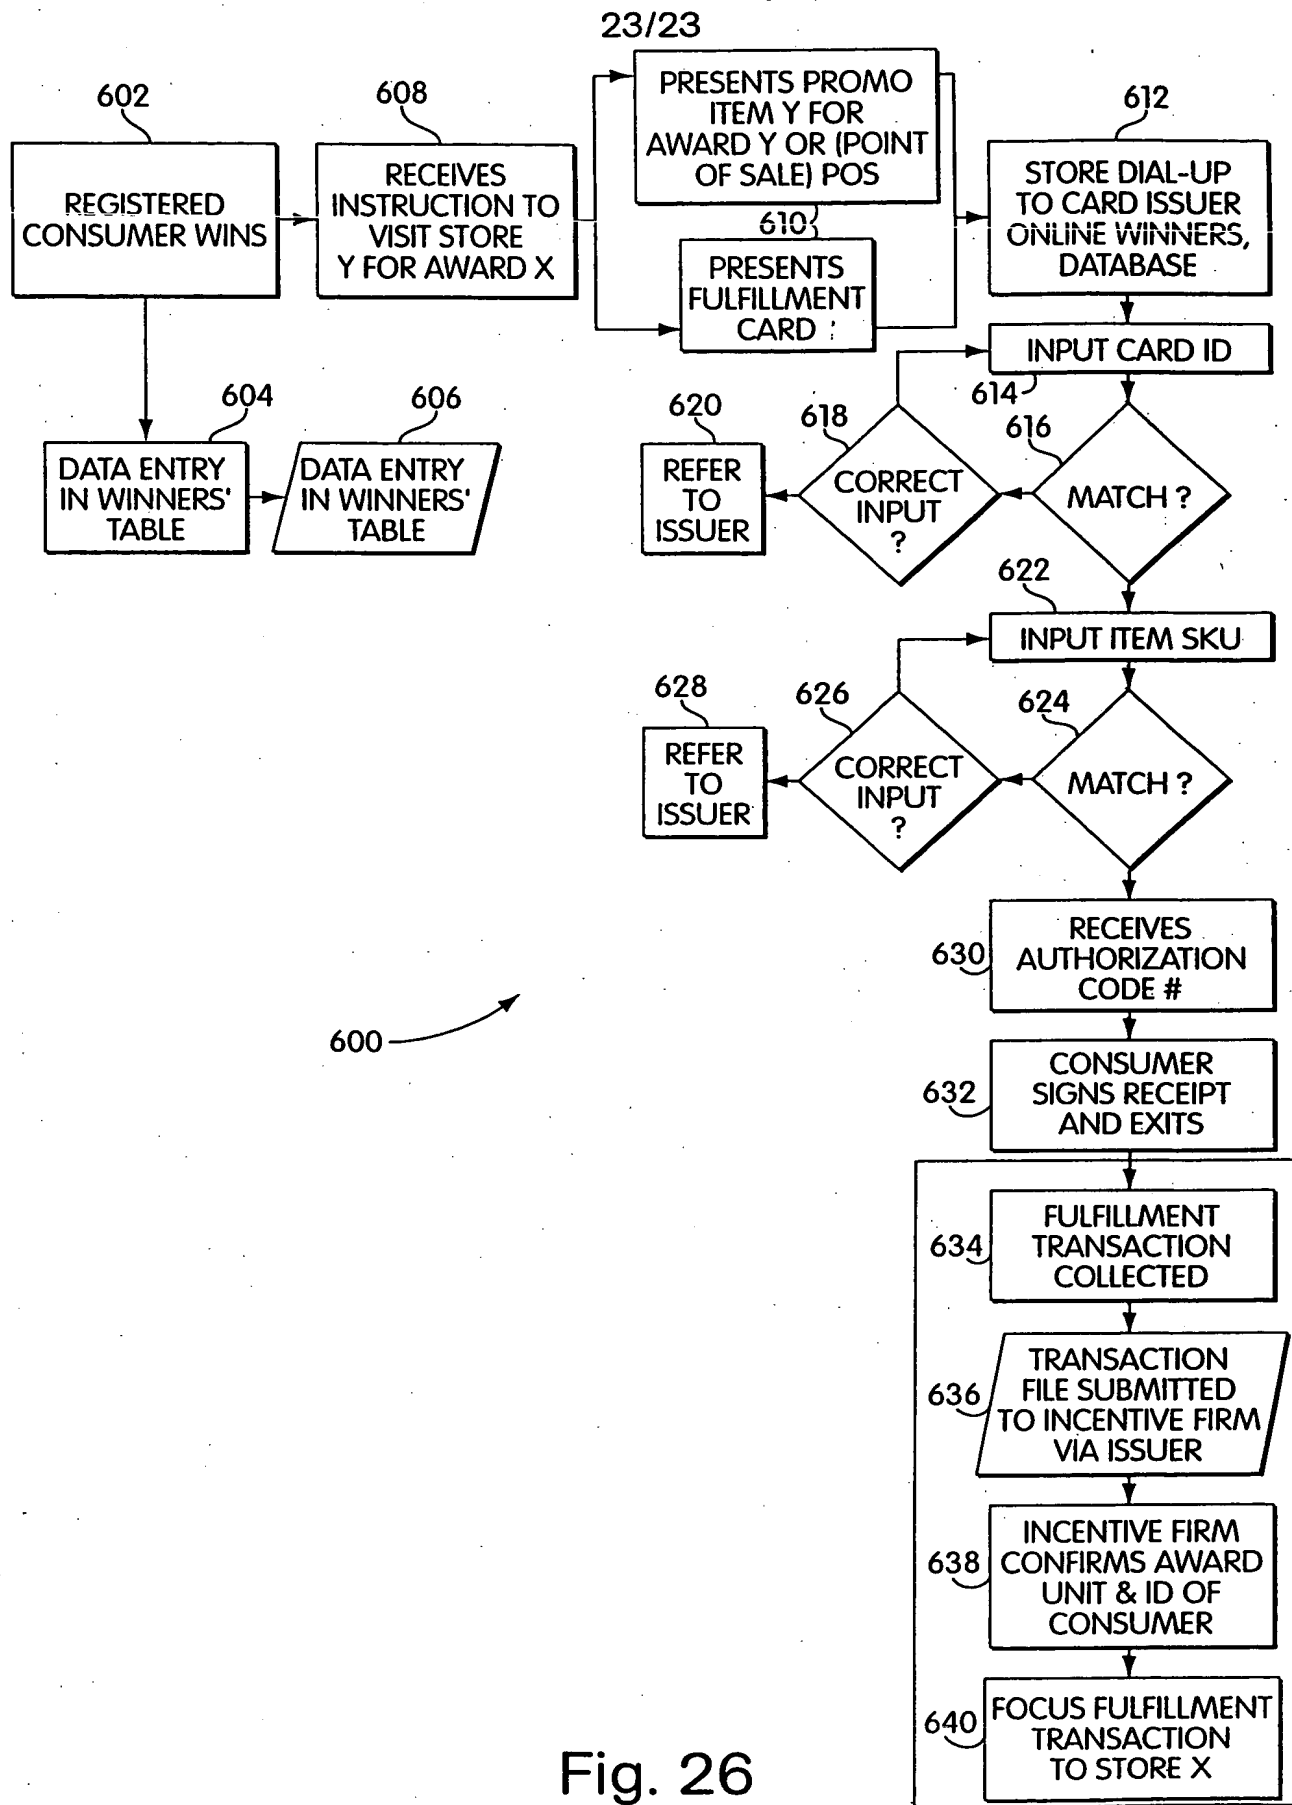 23/23
602
REGISTERED
CONSUMER WINS
608
RECEIVES
INSTRUCTION TO
VISIT STORE
Y FOR AWARD X
PRESENTS PROMO
ITEM Y FOR
AWARD Y OR (POINT
OF SALE) POS
610
PRESENTS
FULFILLMENT
CARD
612
STORE DIAL-UP
TO CARD ISSUER
ONLINE WINNERS,
DATABASE
INPUT CARD ID
614
604
DATA ENTRY
IN WINNERS'
TABLE
606
DATA ENTRY
IN WINNERS'
TABLE
620
REFER
TO
ISSUER
618
CORRECT
INPUT
?
616
MATCH ?
622
INPUT ITEM SKU
628
REFER
TO
ISSUER
626
CORRECT
INPUT
?
624
MATCH ?
630
RECEIVES
AUTHORIZATION
CODE #
600
632
CONSUMER
SIGNS RECEIPT
AND EXITS
634
FULFILLMENT
TRANSACTION
COLLECTED
636
TRANSACTION
FILE SUBMITTED
TO INCENTIVE FIRM
VIA ISSUER
638
INCENTIVE FIRM
CONFIRMS AWARD
UNIT & ID OF
CONSUMER
640
FOCUS FULFILLMENT
TRANSACTION
TO STORE X
Fig. 26